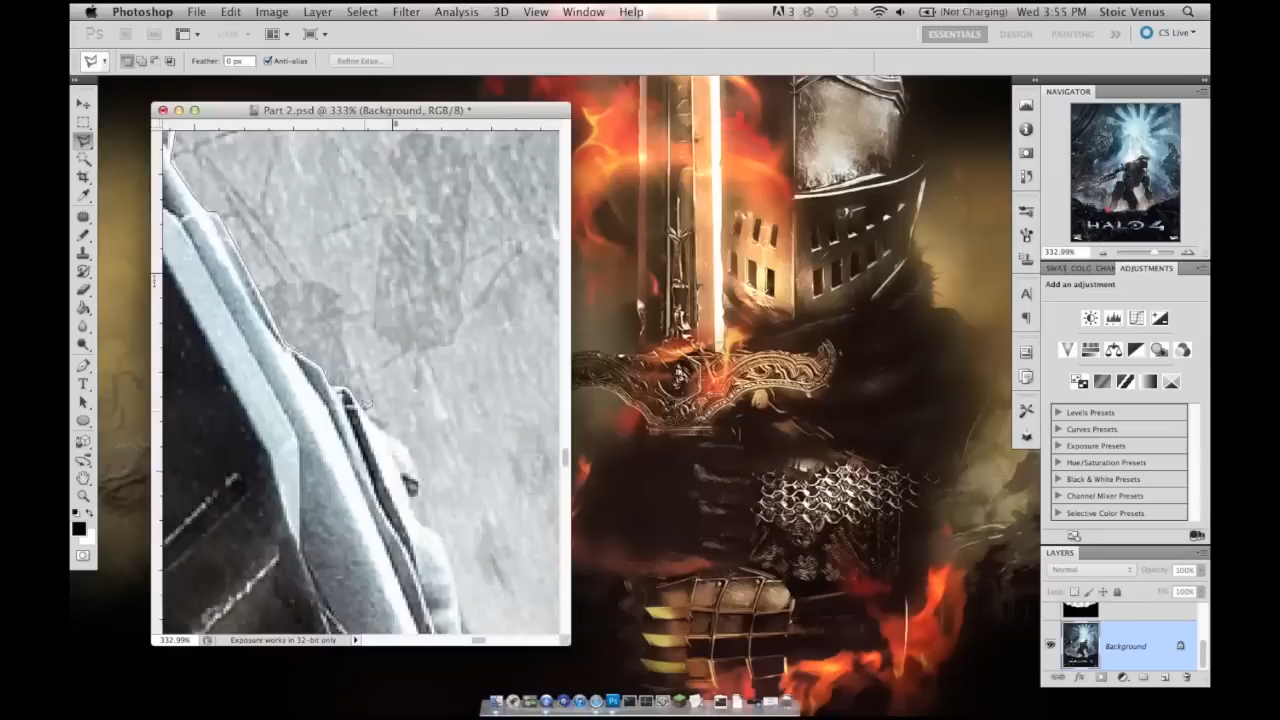 Photoshop File Edit Image Layer Select Filter Analysis 3D View Window Help
3 (Not Charging) Wed 3:55 PM Stoic Venus
Ps
ESSENTIALS DESIGN PAINTING CS Live
Feather: 0 px Anti-alias Refine Edge...
Part 2.psd @ 333% (Background, RGB/8) *
8
NAVIGATOR
HALO 4
332.99%
SWAT COLO CHAN ADJUSTMENTS
Add an adjustment
Levels Presets
Curves Presets
Exposure Presets
Hue/Saturation Presets
Black & White Presets
Channel Mixer Presets
Selective Color Presets
LAYERS
Normal Opacity: 100%
Lock: Fill: 100%
Background
332.99% Exposure works in 32-bit only